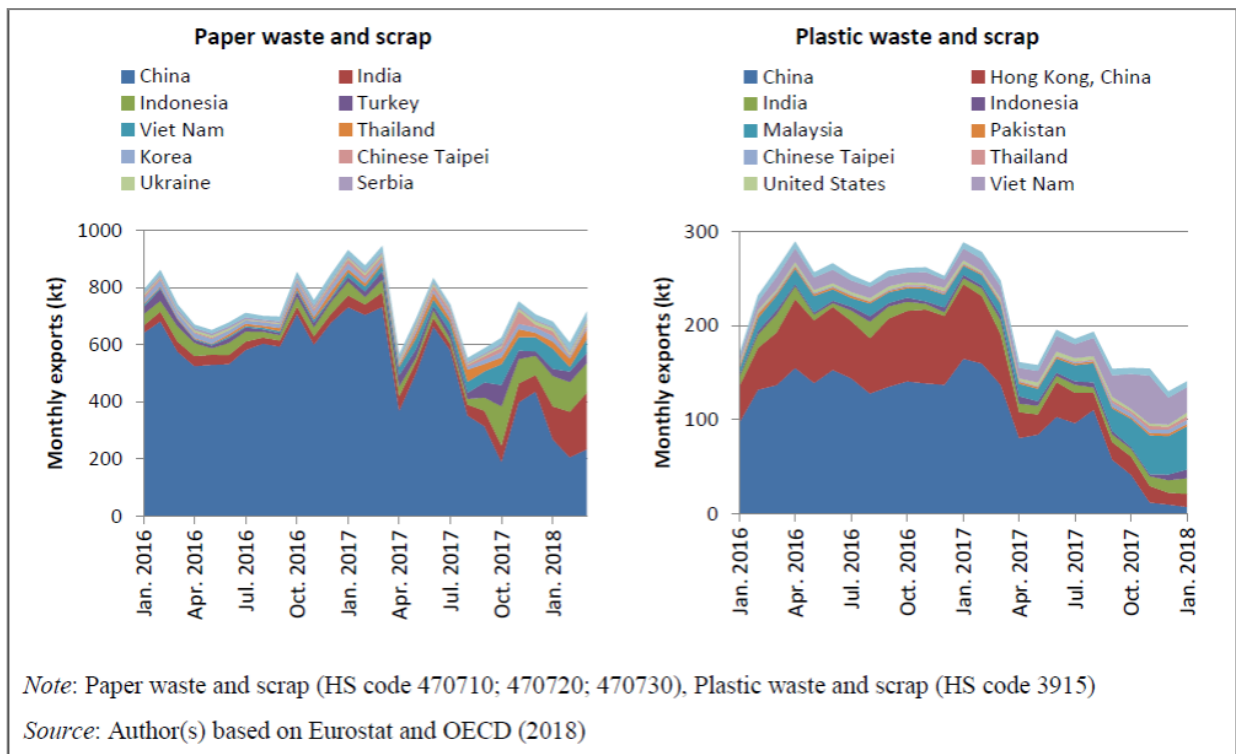 Paper waste and scrap
China
India
Indonesia
Turkey
Viet Nam
Thailand
Korea
Chinese Taipei
Ukraine
Serbia
Monthly exports (kt)
1000
800
600
400
200
0
Jan. 2016
Apr. 2016
Jul. 2016
Oct. 2016
Jan. 2017
Apr. 2017
Jul. 2017
Oct. 2017
Jan. 2018
Plastic waste and scrap
China
Hong Kong, China
India
Indonesia
Malaysia
Pakistan
Chinese Taipei
Thailand
United States
Viet Nam
Monthly exports (kt)
300
200
100
0
Jan. 2016
Apr. 2016
Jul. 2016
Oct. 2016
Jan. 2017
Apr. 2017
Jul. 2017
Oct. 2017
Jan. 2018
Note: Paper waste and scrap (HS code 470710; 470720; 470730), Plastic waste and scrap (HS code 3915)
Source: Author(s) based on Eurostat and OECD (2018)